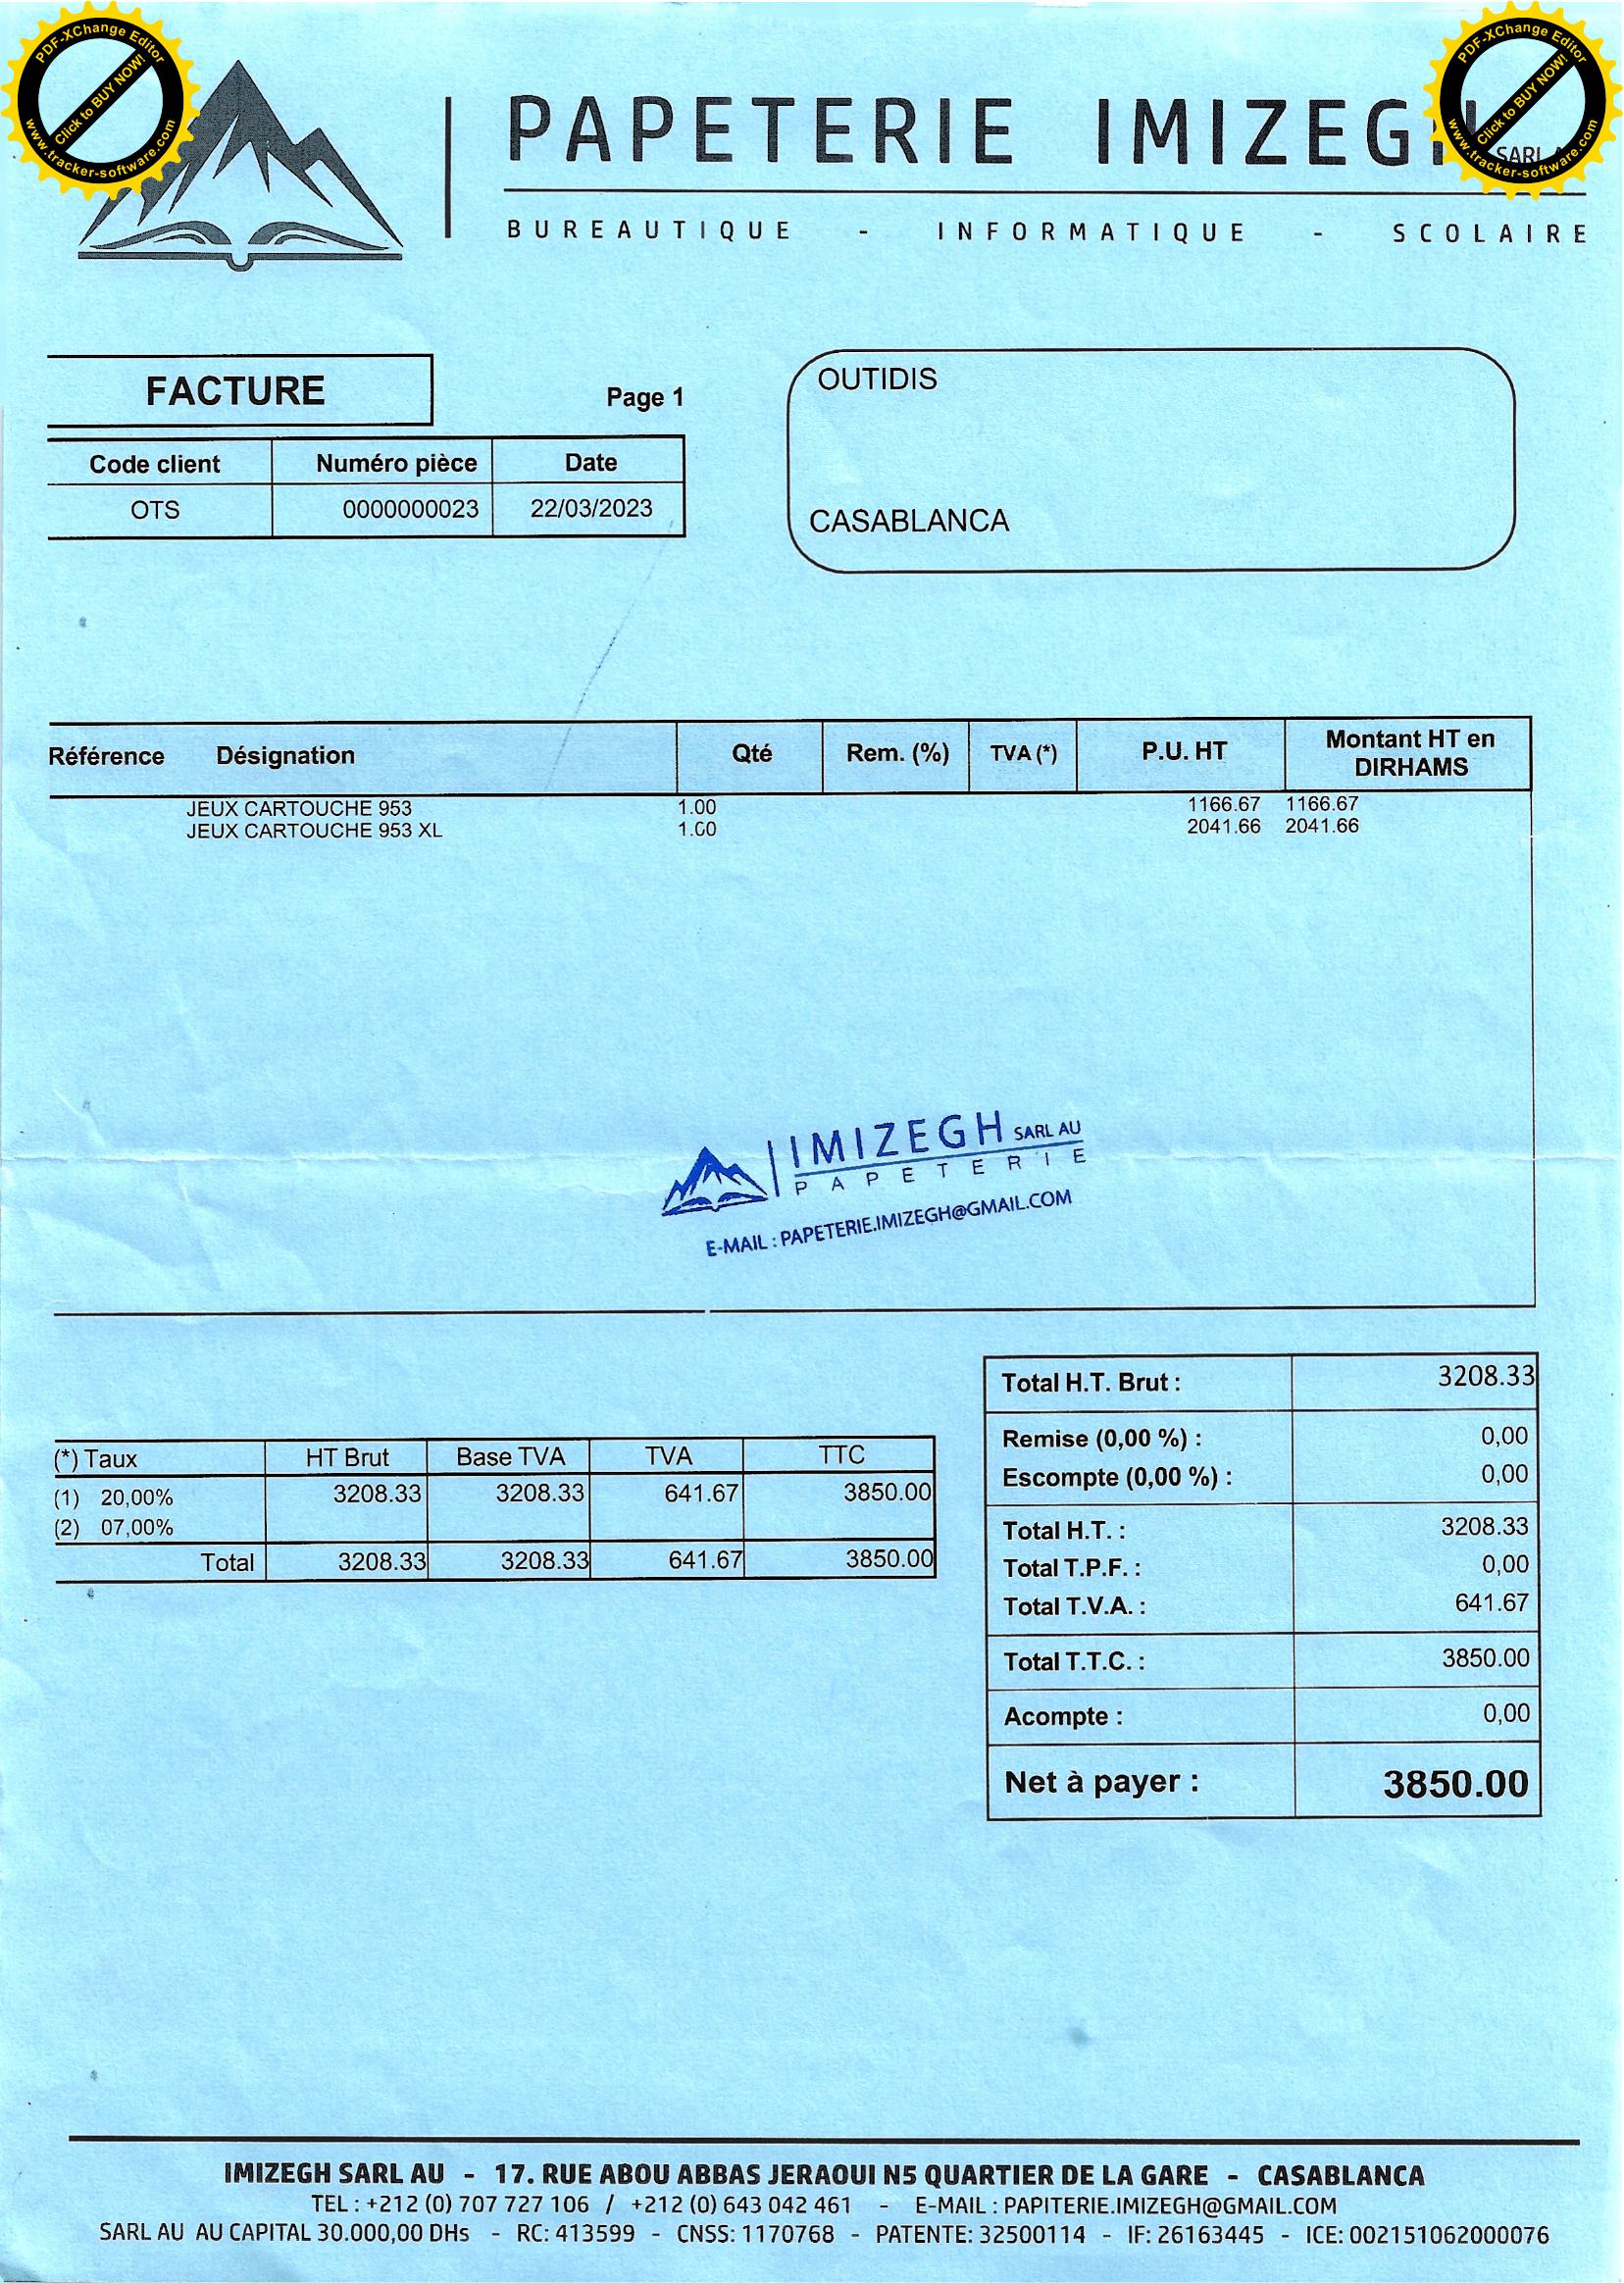 PDF-XChange Editor
Click to BUY NOW!
www.tracker-software.com
PDF-XChange Editor
Click to BUY NOW!
www.tracker-software.com
PAPETERIE IMIZEGH SARL
BUREAUTIQUE - INFORMATIQUE - SCOLAIRE
FACTURE
Page 1
OUTIDIS
CASABLANCA
Code client Numéro pièce Date
OTS 0000000023 22/03/2023
Référence Désignation Qté Rem. (%) TVA (*) P.U. HT Montant HT en DIRHAMS
JEUX CARTOUCHE 953 1.00 1166.67 1166.67
JEUX CARTOUCHE 953 XL 1.00 2041.66 2041.66
IMIZEGH SARL AU
PAPETERIE
E-MAIL : PAPETERIE.IMIZEGH@GMAIL.COM
(*) Taux HT Brut Base TVA TVA TTC
(1) 20,00% 3208.33 3208.33 641.67 3850.00
(2) 07,00%
Total 3208.33 3208.33 641.67 3850.00
Total H.T. Brut : 3208.33
Remise (0,00 %) : 0,00
Escompte (0,00 %) : 0,00
Total H.T. : 3208.33
Total T.P.F. : 0,00
Total T.V.A. : 641.67
Total T.T.C. : 3850.00
Acompte : 0,00
Net à payer : 3850.00
IMIZEGH SARL AU - 17. RUE ABOU ABBAS JERAOUI N5 QUARTIER DE LA GARE - CASABLANCA
TEL : +212 (0) 707 727 106 / +212 (0) 643 042 461 - E-MAIL : PAPITERIE.IMIZEGH@GMAIL.COM
SARL AU AU CAPITAL 30.000,00 DHs - RC: 413599 - CNSS: 1170768 - PATENTE: 32500114 - IF: 26163445 - ICE: 002151062000076